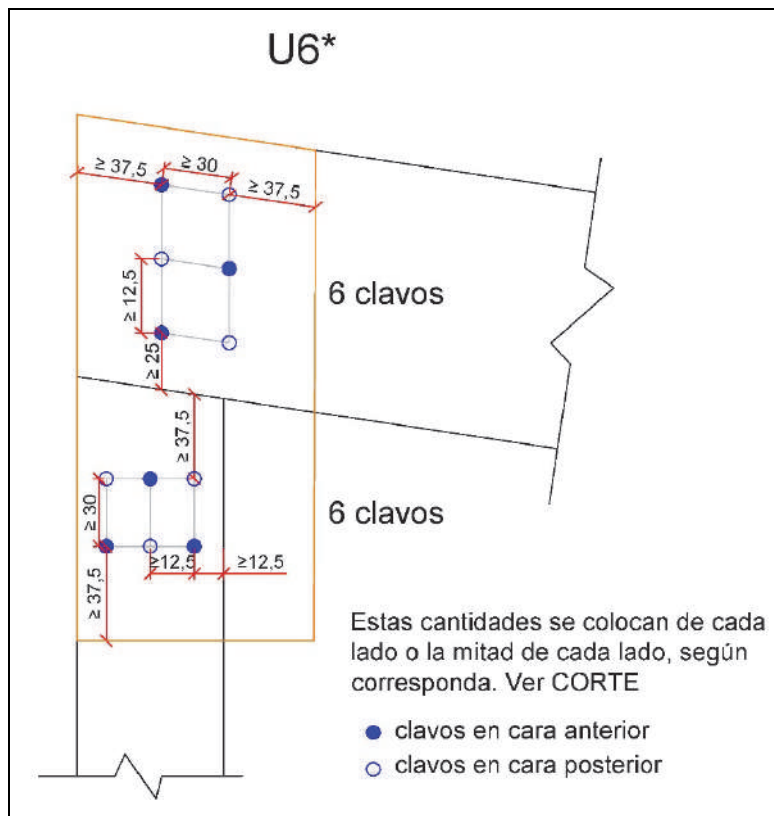 U6*
≥ 37,5
≥ 30
≥ 37,5
≥ 12,5
6 clavos
≥ 25
≥ 37,5
≥ 30
6 clavos
≥12,5
≥12,5
≥ 37,5
Estas cantidades se colocan de cada
lado o la mitad de cada lado, según
corresponda. Ver CORTE
clavos en cara anterior
clavos en cara posterior